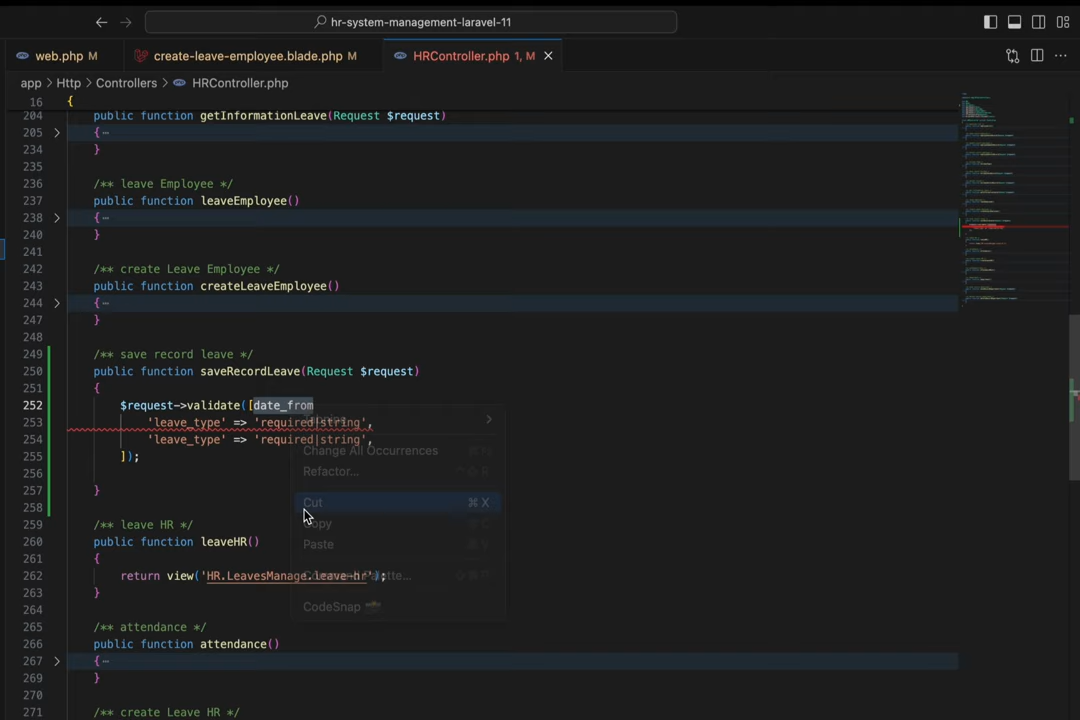 hr-system-management-laravel-11
web.php M
create-leave-employee.blade.php M
HRController.php 1, M
app > Http > Controllers > HRController.php
16 {
204 public function getInformationLeave(Request $request)
205 {
234 }
235
236 /** leave Employee */
237 public function leaveEmployee()
238 {
240 }
241
242 /** create Leave Employee */
243 public function createLeaveEmployee()
244 {
247 }
248
249 /** save record leave */
250 public function saveRecordLeave(Request $request)
251 {
252 $request->validate([date_from
253 'leave_type' => 'required|string',
254 'leave_type' => 'required|string',
Change All Occurrences
255 ]);
Refactor...
256
257 }
Cut ⌘ X
258
Copy
259 /** leave HR */
260 public function leaveHR()
Paste
261 {
262 return view('HR.LeavesManage.leave-hr');
263 }
CodeSnap
264
265
/** attendance */
266 public function attendance()
267 {
269 }
270
271 /** create Leave HR */